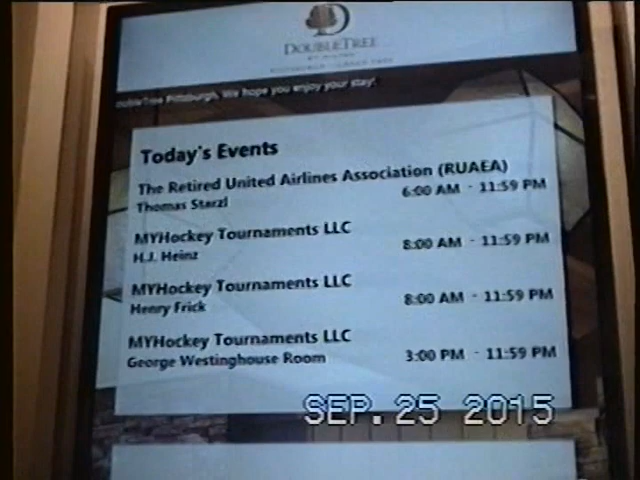 DOUBLETREE
BY HILTON
DoubleTree Pittsburgh. We hope you enjoy your stay!
Today's Events
The Retired United Airlines Association (RUAEA)
6:00 AM - 11:59 PM
Thomas Starzl
MYHockey Tournaments LLC
8:00 AM - 11:59 PM
H.J. Heinz
MYHockey Tournaments LLC
8:00 AM - 11:59 PM
Henry Frick
MYHockey Tournaments LLC
3:00 PM - 11:59 PM
George Westinghouse Room
SEP. 25 2015